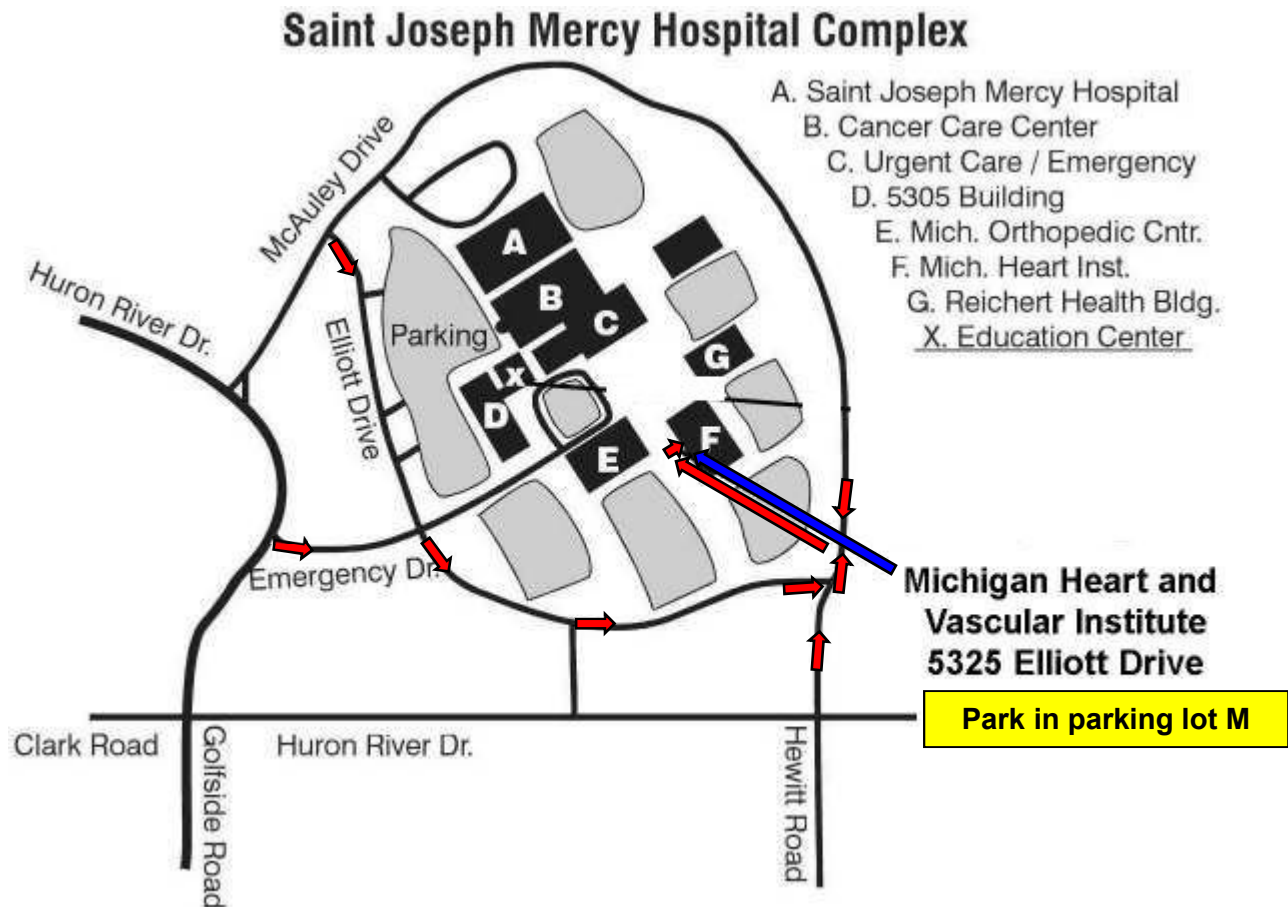 Saint Joseph Mercy Hospital Complex
A. Saint Joseph Mercy Hospital
B. Cancer Care Center
C. Urgent Care / Emergency
D. 5305 Building
E. Mich. Orthopedic Cntr.
F. Mich. Heart Inst.
G. Reichert Health Bldg.
X. Education Center
McAuley Drive
Huron River Dr.
Elliott Drive
Parking
A
B
C
G
X
D
F
E
Emergency Dr.
Michigan Heart and
Vascular Institute
5325 Elliott Drive
Park in parking lot M
Clark Road
Golfside Road
Huron River Dr.
Hewitt Road